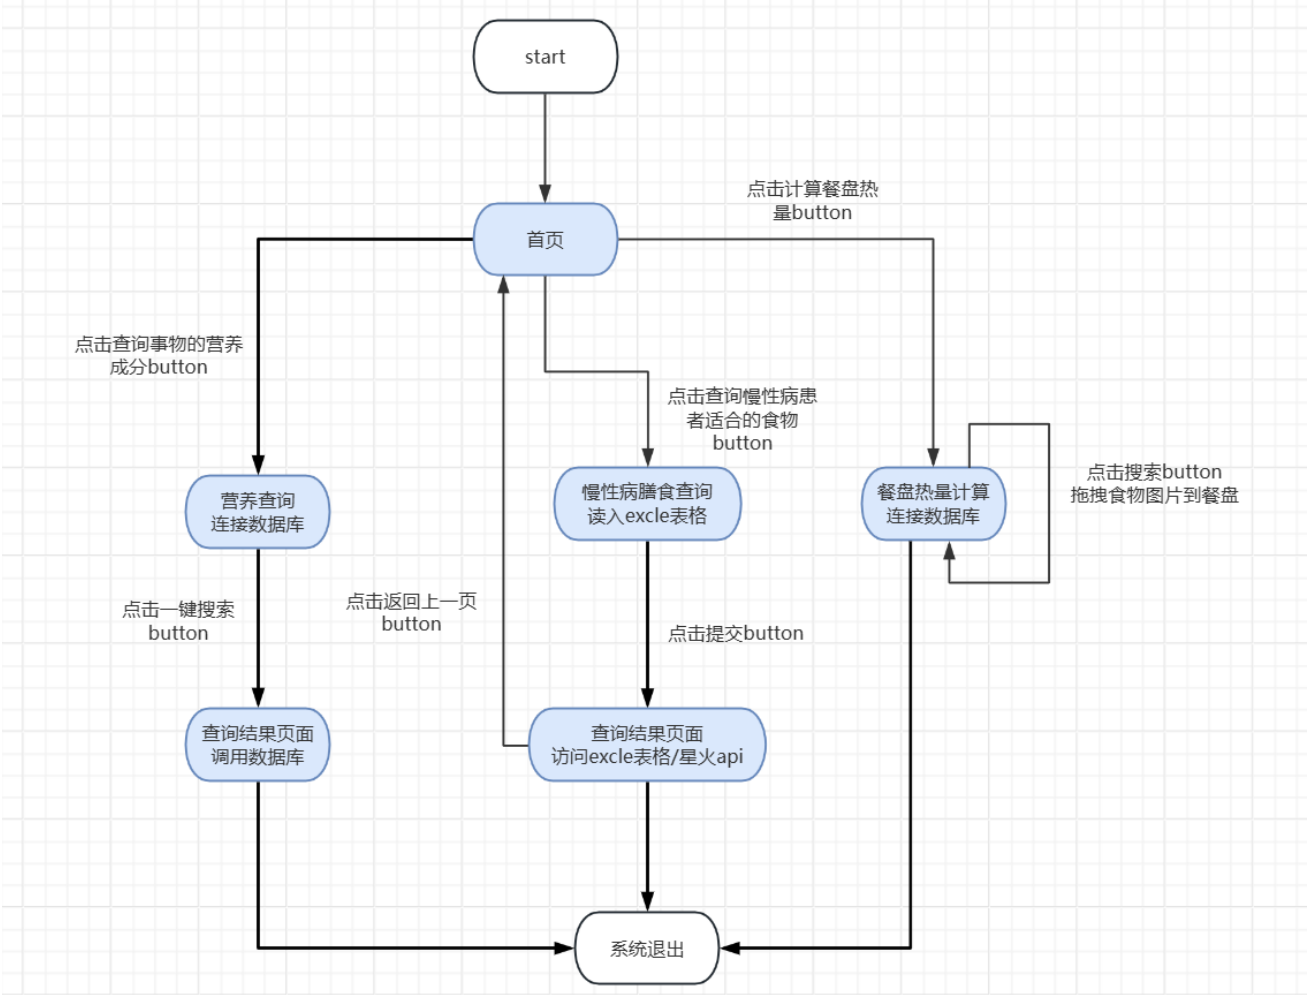 start
点击计算餐盘热
量button
首页
点击查询事物的营养
成分button
点击查询慢性病患
者适合的食物
button
营养查询
连接数据库
慢性病膳食查询
读入excle表格
餐盘热量计算
连接数据库
点击搜索button
拖拽食物图片到餐盘
点击一键搜索
button
点击返回上一页
button
点击提交button
查询结果页面
调用数据库
查询结果页面
访问excle表格/星火api
系统退出